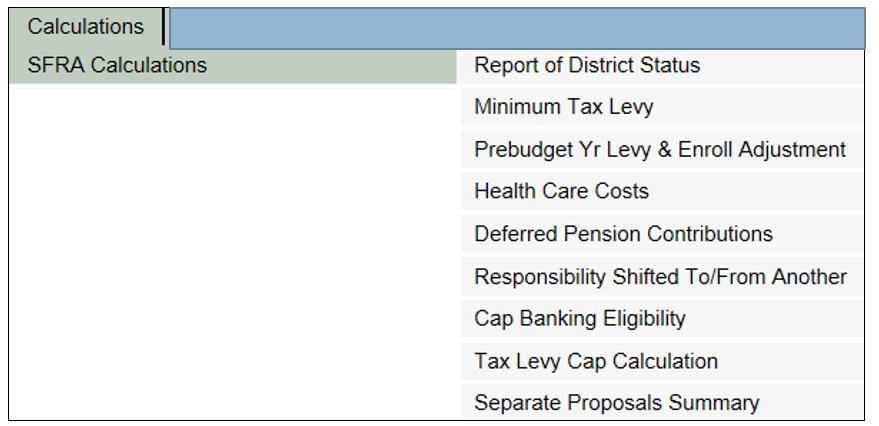 Calculations
SFRA Calculations
Report of District Status
Minimum Tax Levy
Prebudget Yr Levy & Enroll Adjustment
Health Care Costs
Deferred Pension Contributions
Responsibility Shifted To/From Another
Cap Banking Eligibility
Tax Levy Cap Calculation
Separate Proposals Summary